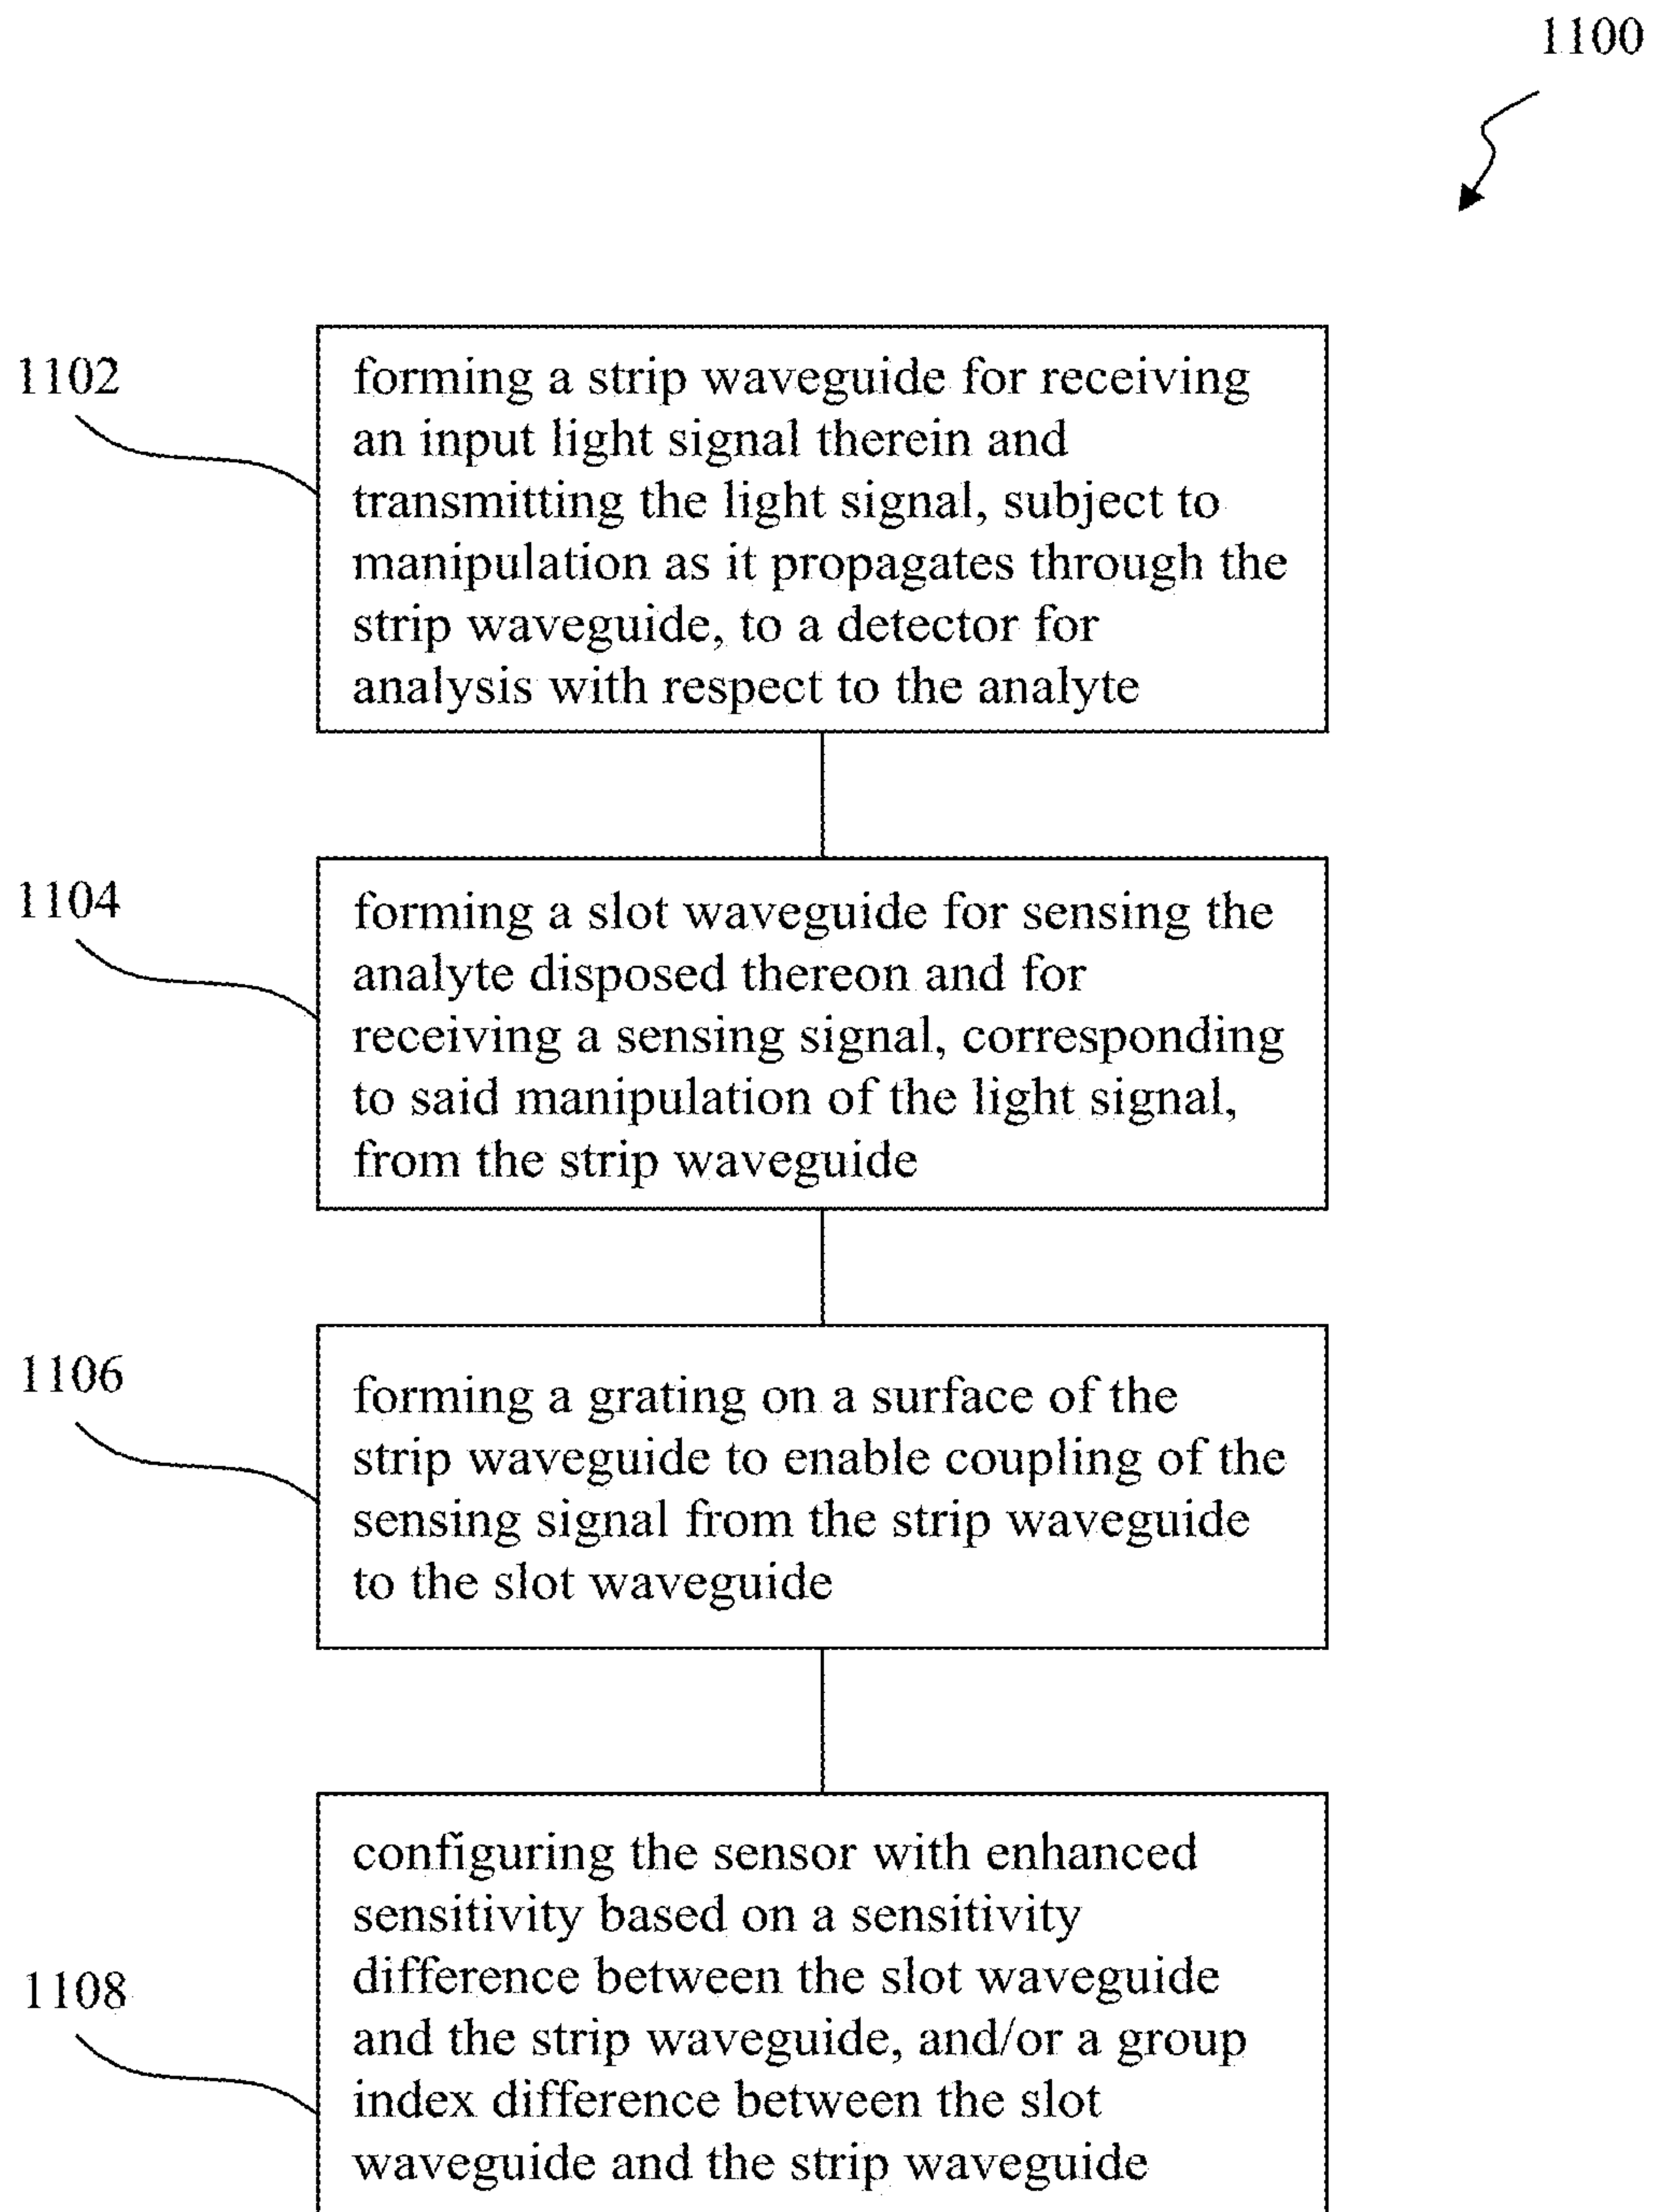 1100
1102
forming a strip waveguide for receiving
an input light signal therein and
transmitting the light signal, subject to
manipulation as it propagates through the
strip waveguide, to a detector for
analysis with respect to the analyte
1104
forming a slot waveguide for sensing the
analyte disposed thereon and for
receiving a sensing signal, corresponding
to said manipulation of the light signal,
from the strip waveguide
1106
forming a grating on a surface of the
strip waveguide to enable coupling of the
sensing signal from the strip waveguide
to the slot waveguide
1108
configuring the sensor with enhanced
sensitivity based on a sensitivity
difference between the slot waveguide
and the strip waveguide, and/or a group
index difference between the slot
waveguide and the strip waveguide